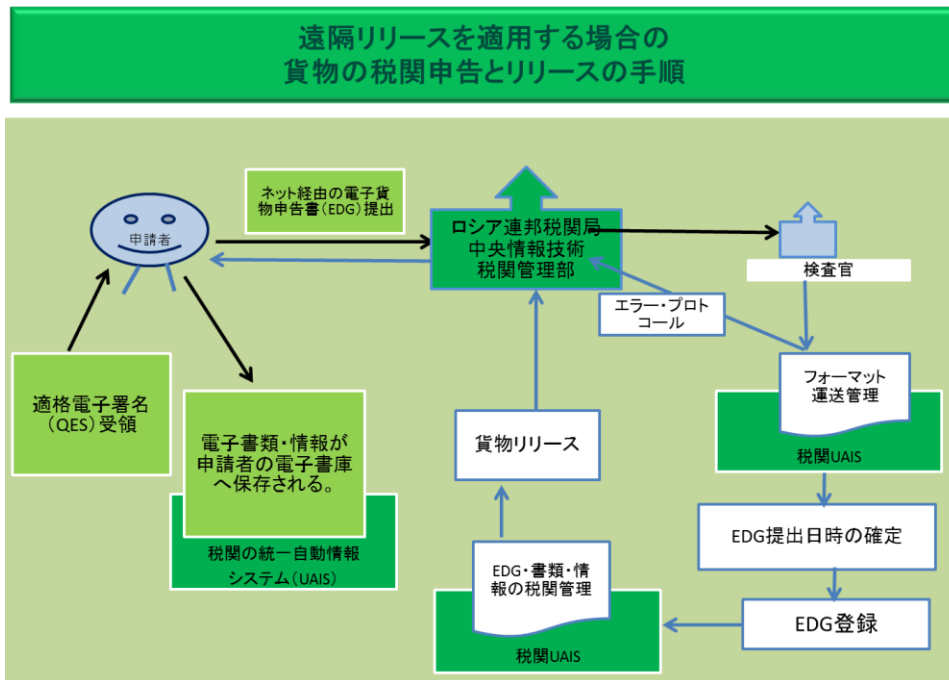 遠隔リリースを適用する場合の
貨物の税関申告とリリースの手順
ネット経由の電子貨
物申告書(EDG)提出
申請者
ロシア連邦税関局
中央情報技術
税関管理部
検査官
エラー・プロト
コール
適格電子署名
(QES)受領
電子書類・情報が
申請者の電子書庫
へ保存される。
税関の統一自動情報
システム(UAIS)
貨物リリース
フォーマット
運送管理
税関UAIS
EDG提出日時の確定
EDG・書類・情
報の税関管理
税関UAIS
EDG登録